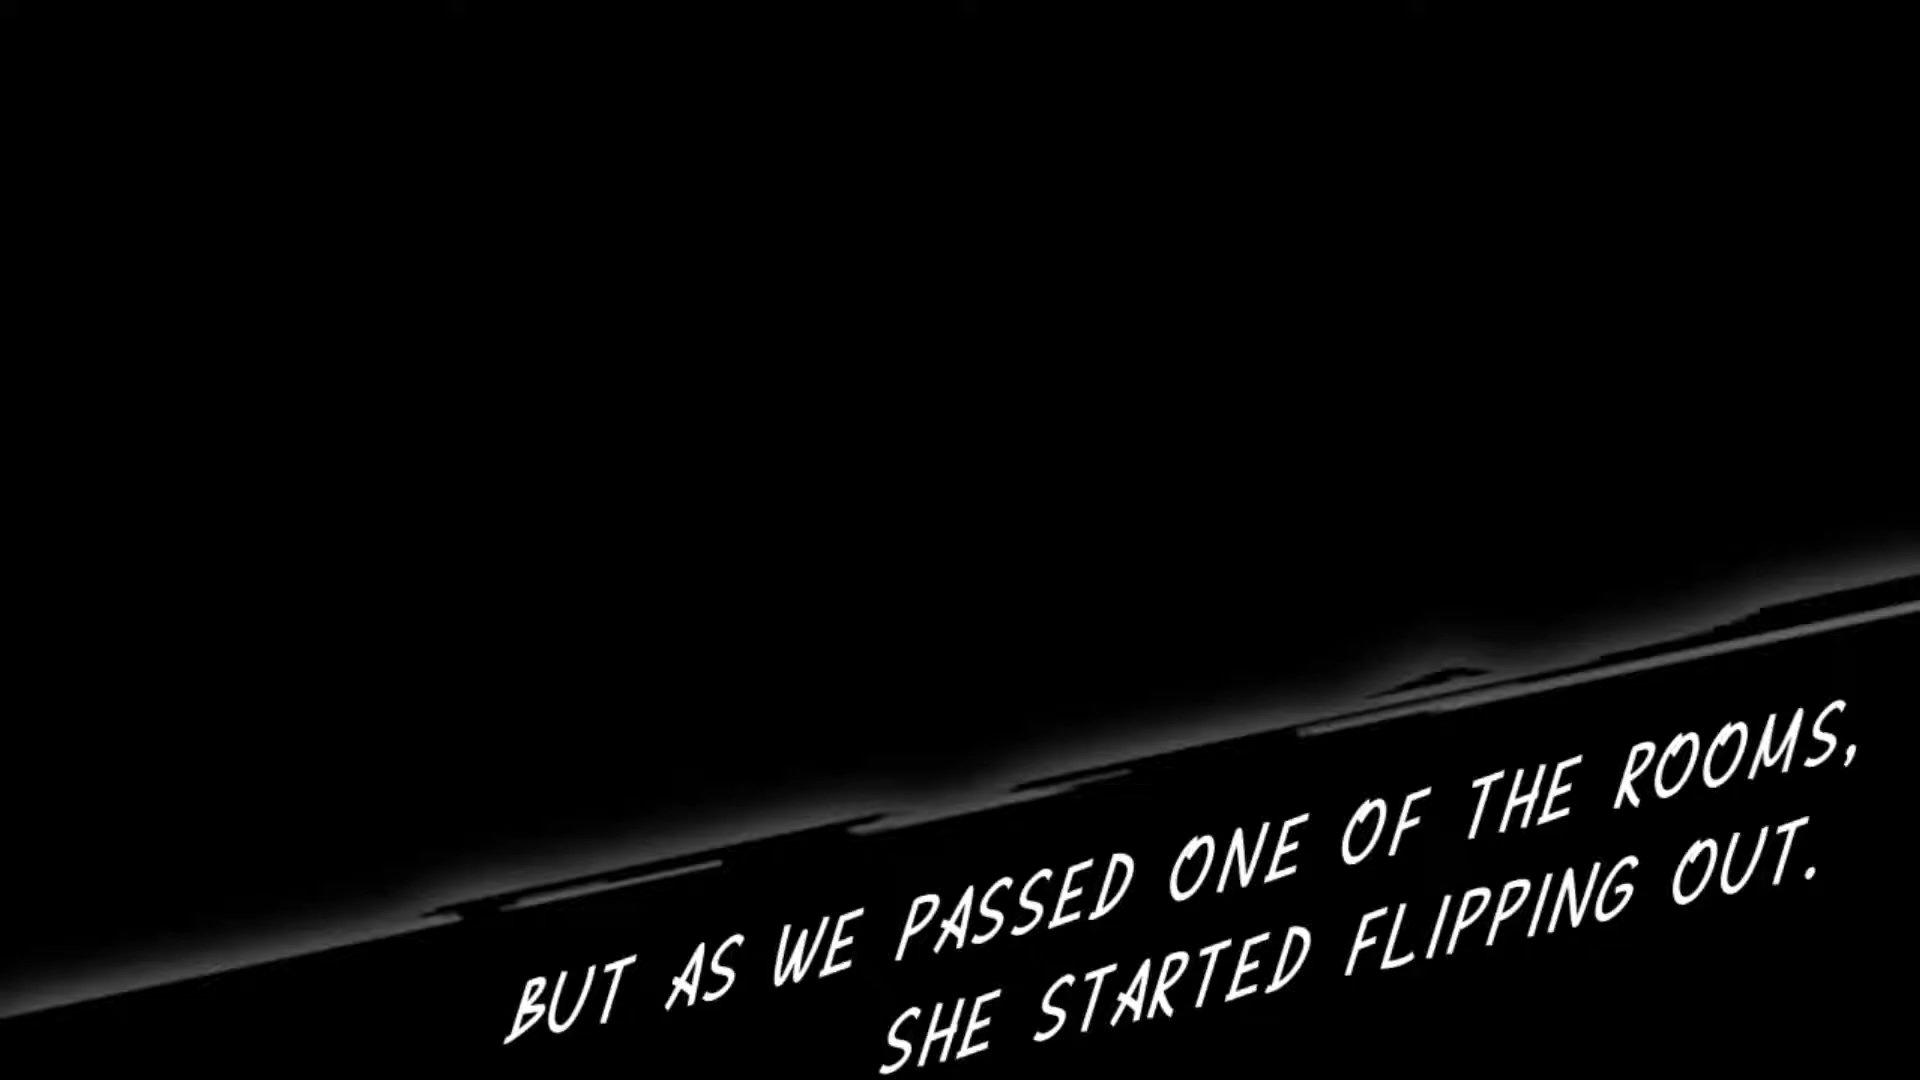 BUT AS WE PASSED ONE OF THE ROOMS,
SHE STARTED FLIPPING OUT.